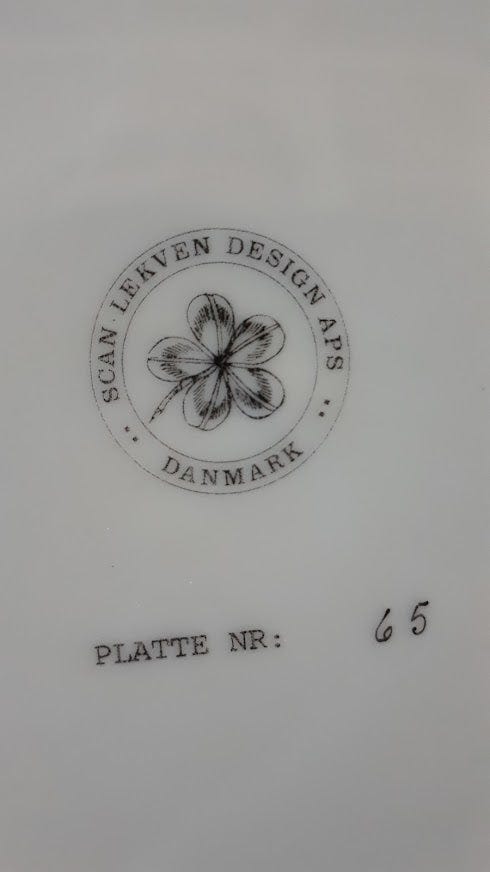 SCAN · LEKVEN DESIGN APS
DANMARK
PLATTE NR: 65